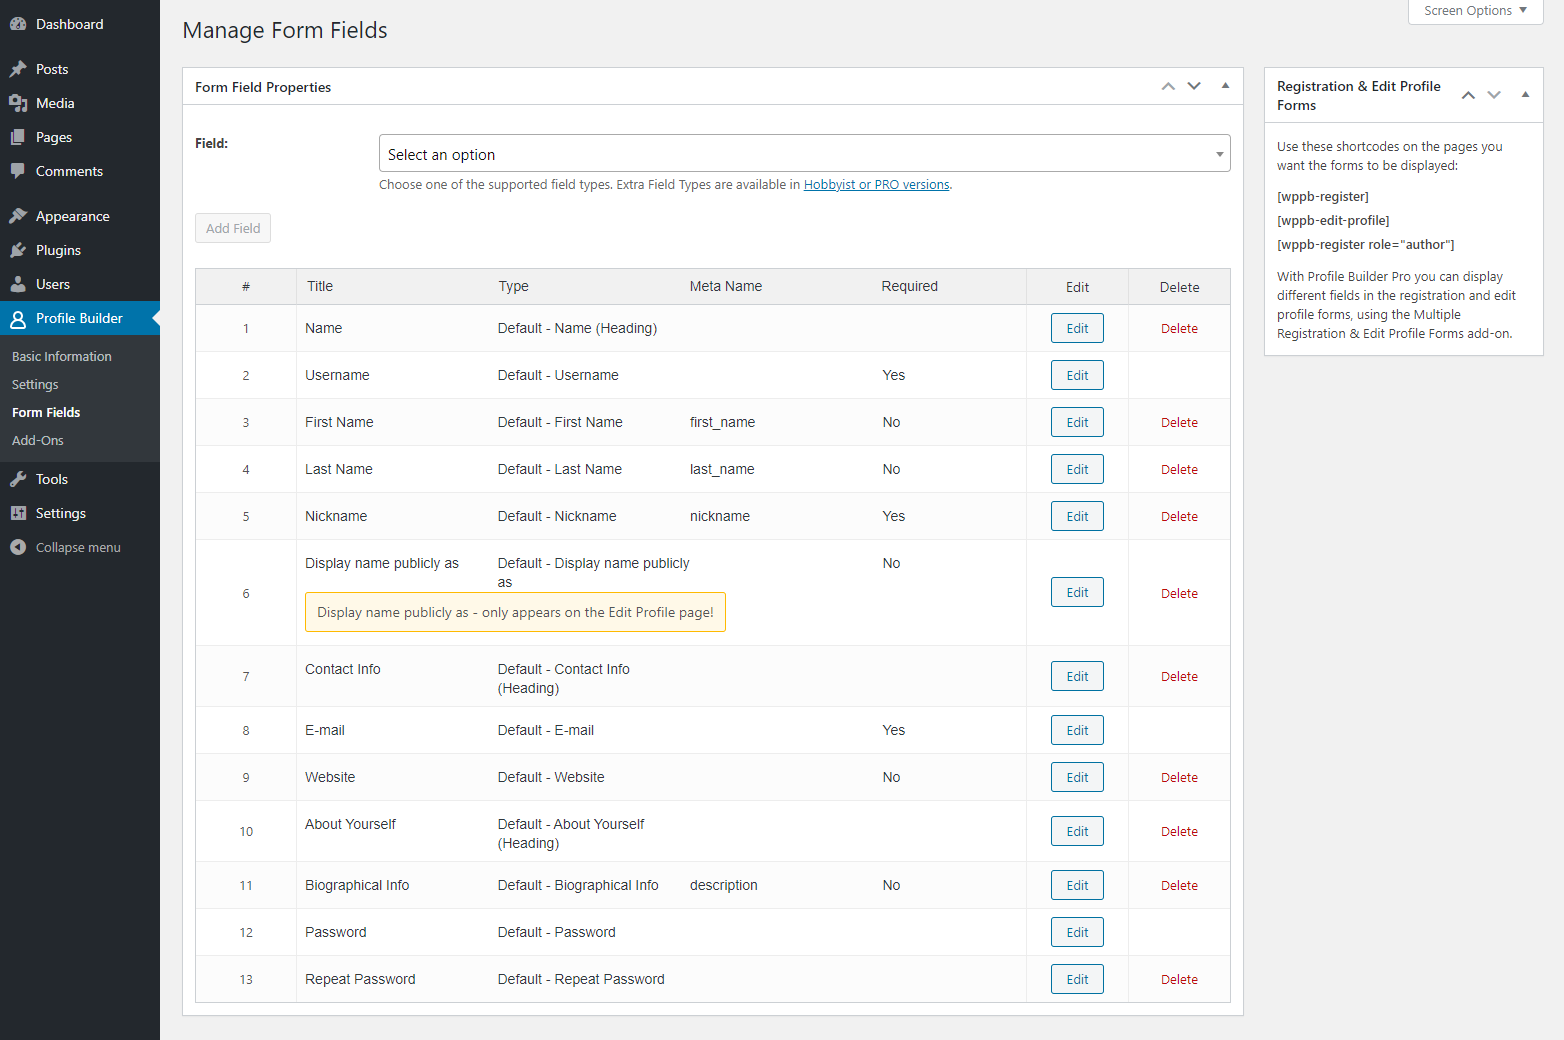 Dashboard
Posts
Media
Pages
Comments
Appearance
Plugins
Users
Profile Builder
Basic Information
Settings
Form Fields
Add-Ons
Tools
Settings
Collapse menu
Screen Options
Manage Form Fields
Form Field Properties
Field:
Select an option
Choose one of the supported field types. Extra Field Types are available in Hobbyist or PRO versions.
Add Field
# Title Type Meta Name Required Edit Delete
1 Name Default - Name (Heading) Edit Delete
2 Username Default - Username Yes Edit
3 First Name Default - First Name first_name No Edit Delete
4 Last Name Default - Last Name last_name No Edit Delete
5 Nickname Default - Nickname nickname Yes Edit Delete
6 Display name publicly as Default - Display name publicly No Edit Delete
as
Display name publicly as - only appears on the Edit Profile page!
7 Contact Info Default - Contact Info Edit Delete
(Heading)
8 E-mail Default - E-mail Yes Edit
9 Website Default - Website No Edit Delete
10 About Yourself Default - About Yourself Edit Delete
(Heading)
11 Biographical Info Default - Biographical Info description No Edit Delete
12 Password Default - Password Edit
13 Repeat Password Default - Repeat Password Edit Delete
Registration & Edit Profile
Forms
Use these shortcodes on the pages you
want the forms to be displayed:
[wppb-register]
[wppb-edit-profile]
[wppb-register role="author"]
With Profile Builder Pro you can display
different fields in the registration and edit
profile forms, using the Multiple
Registration & Edit Profile Forms add-on.